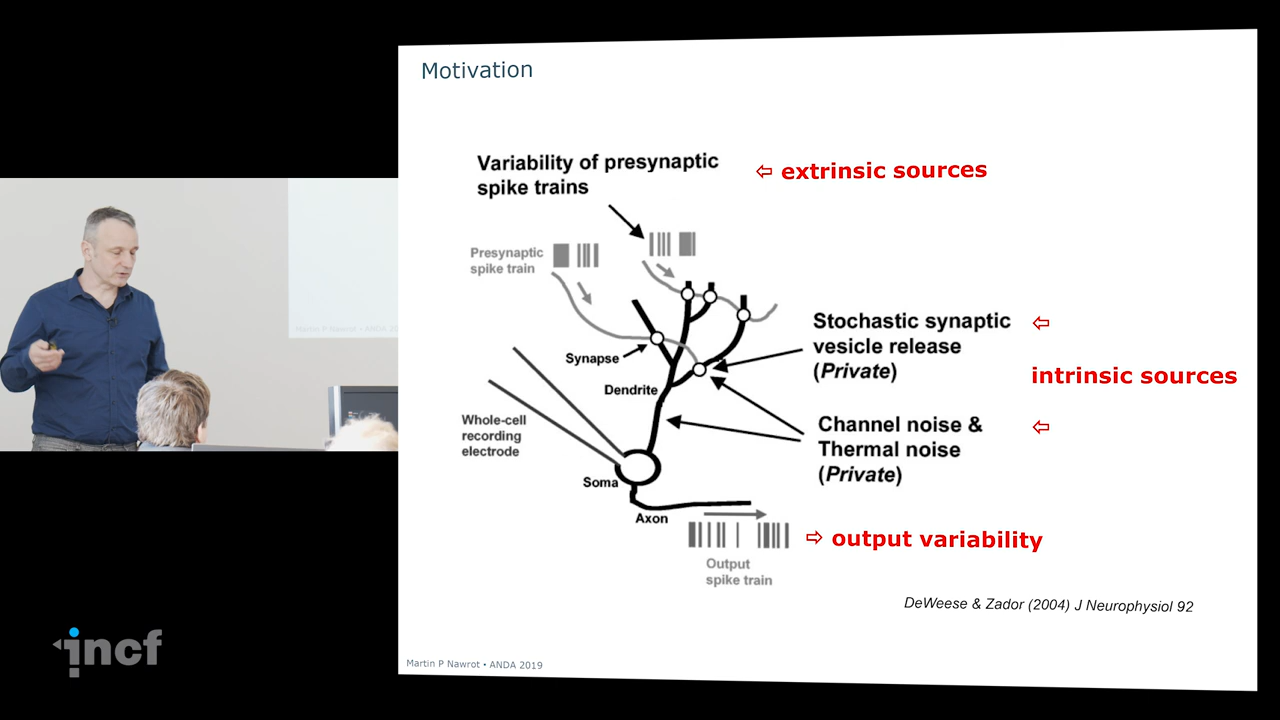 Motivation
Variability of presynaptic
spike trains
⇦ extrinsic sources
Presynaptic
spike train
Synapse
Dendrite
Stochastic synaptic
vesicle release
(Private)
⇦
intrinsic sources
Whole-cell
recording
electrode
Channel noise &
Thermal noise
(Private)
⇦
Soma
Axon
⇨ output variability
Output
spike train
DeWeese & Zador (2004) J Neurophysiol 92
Martin P Nawrot • ANDA 2019
incf